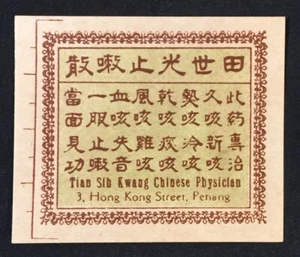 田世光止嗽散
此药專治
久咳新咳
熱咳冷咳
乾咳痰咳
風咳雞咳
血咳失音
一服止嗽
當面見功
Tian Sih Kwang Chinese Physician
3, Hong Kong Street, Penang